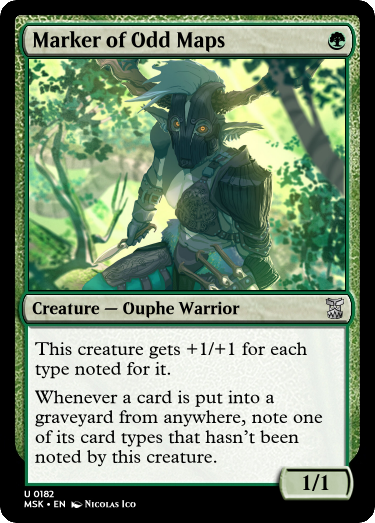 Marker of Odd Maps
Creature — Ouphe Warrior
This creature gets +1/+1 for each
type noted for it.
Whenever a card is put into a
graveyard from anywhere, note one
of its card types that hasn't been
noted by this creature.
1/1
U 0182
MSK • EN Nicolas Ico